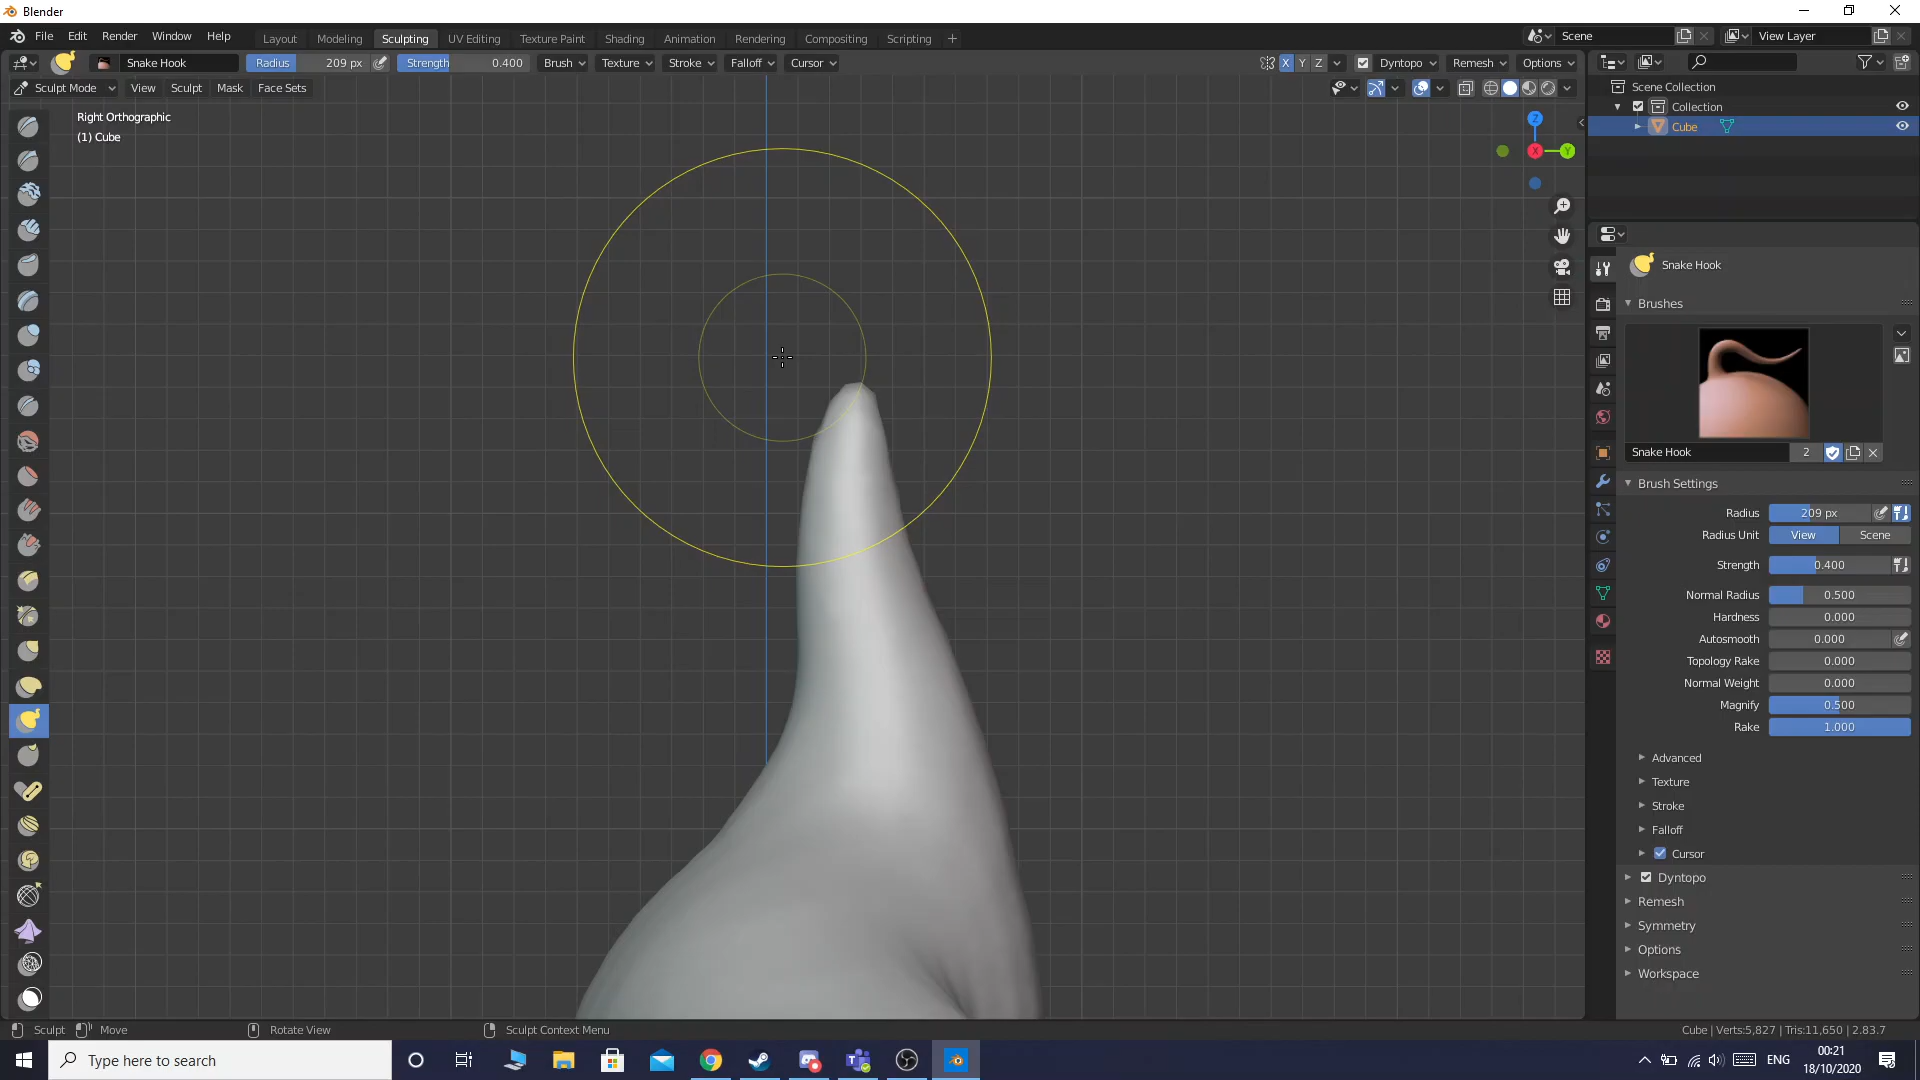 Blender
File Edit Render Window Help
Layout Modeling Sculpting UV Editing Texture Paint Shading Animation Rendering Compositing Scripting +
Scene
View Layer
Snake Hook Radius 209 px Strength 0.400 Brush Texture Stroke Falloff Cursor X Y Z Dyntopo Remesh Options
Sculpt Mode View Sculpt Mask Face Sets
Right Orthographic
(1) Cube
Z
X
Y
Scene Collection
Collection
Cube
Snake Hook
Brushes
Snake Hook 2
Brush Settings
Radius 209 px
Radius Unit View Scene
Strength 0.400
Normal Radius 0.500
Hardness 0.000
Autosmooth 0.000
Topology Rake 0.000
Normal Weight 0.000
Magnify 0.500
Rake 1.000
Advanced
Texture
Stroke
Falloff
Cursor
Dyntopo
Remesh
Symmetry
Options
Workspace
Sculpt Move Rotate View Sculpt Context Menu Cube | Verts:5,827 | Tris:11,650 | 2.83.7
Type here to search
ENG
00:21
18/10/2020